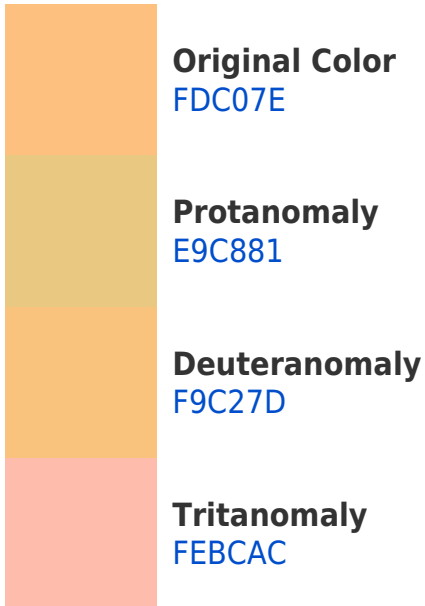 Original Color
FDC07E
Protanomaly
E9C881
Deuteranomaly
F9C27D
Tritanomaly
FEBCAC